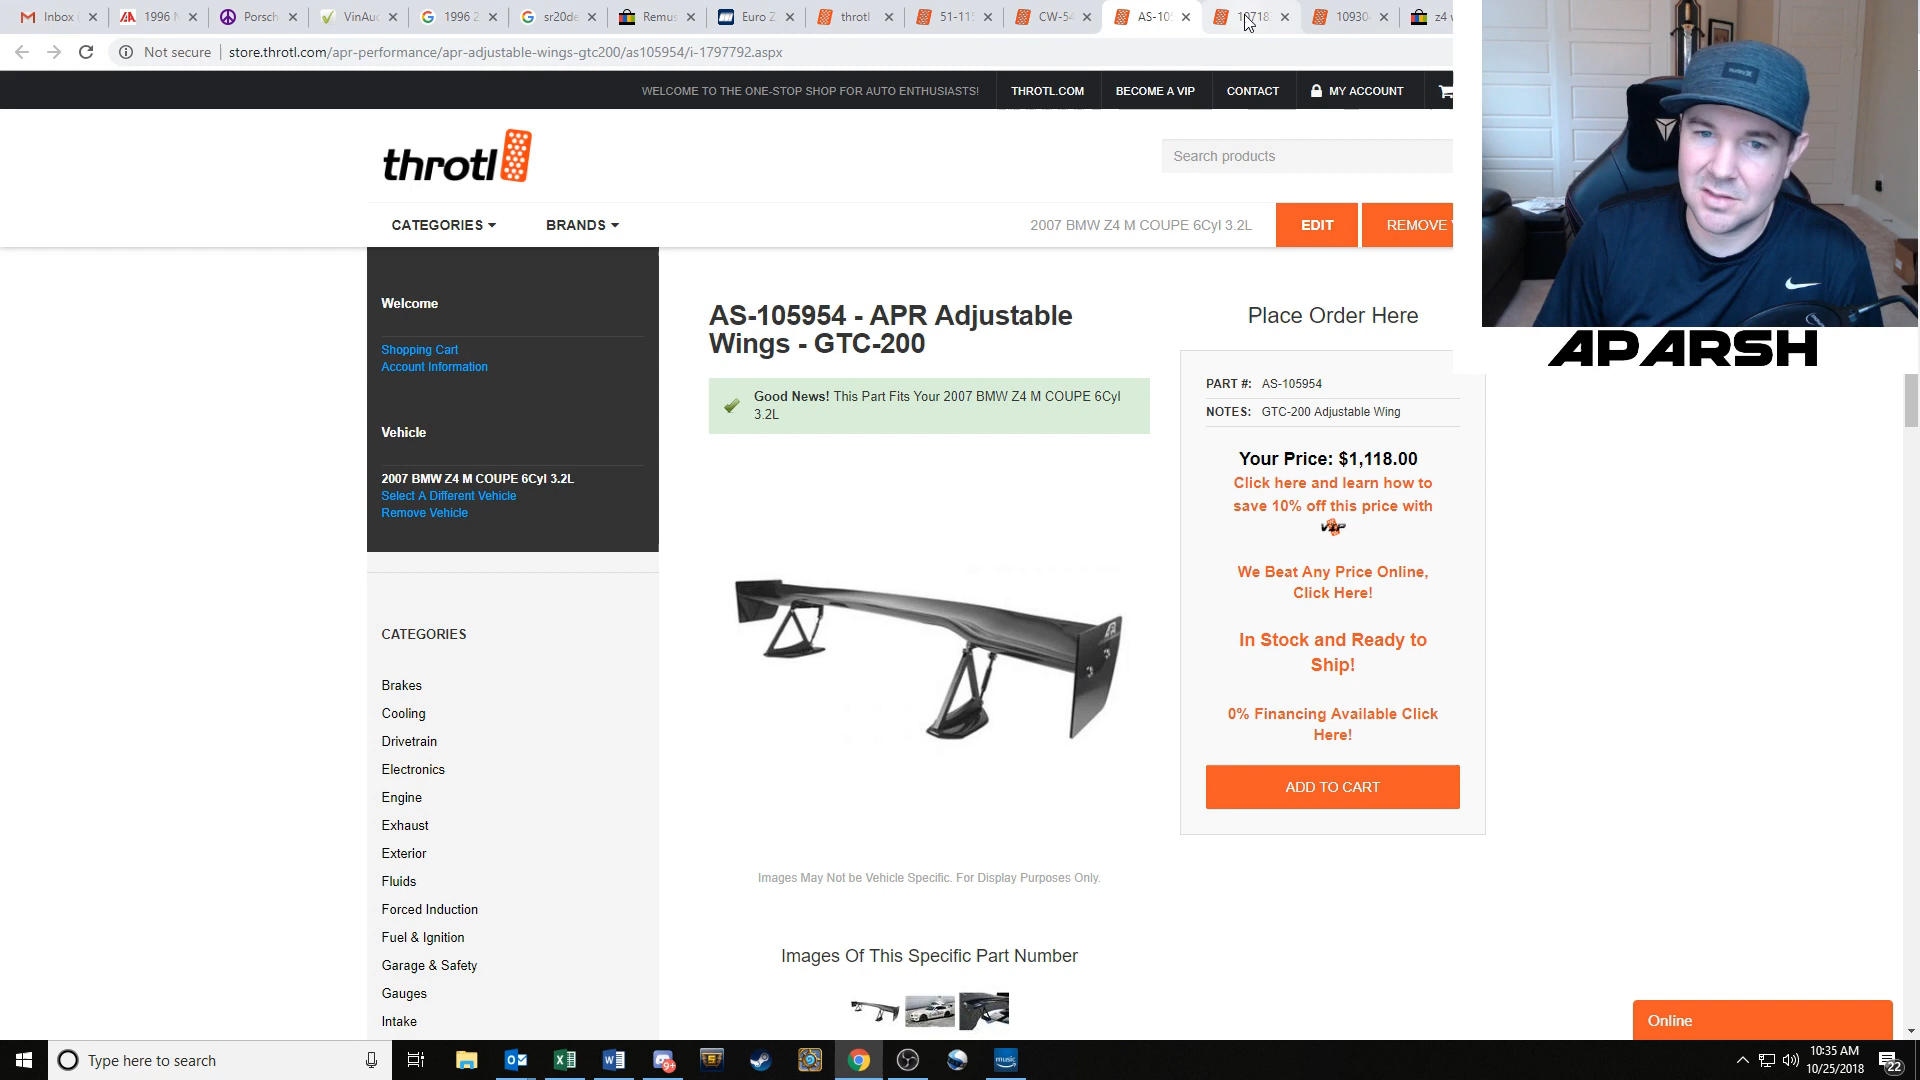 Inbox
1996
Porsch
VinAu
1996
sr20de
Remus
Euro Z
throtl
51-11
CW-5
AS-10
10718
10930
z4
Not secure | store.throtl.com/apr-performance/apr-adjustable-wings-gtc200/as105954/i-1797792.aspx
WELCOME TO THE ONE-STOP SHOP FOR AUTO ENTHUSIASTS!
THROTL.COM
BECOME A VIP
CONTACT
MY ACCOUNT
throtl
Search products
CATEGORIES
BRANDS
2007 BMW Z4 M COUPE 6Cyl 3.2L
EDIT
REMOVE
Welcome
Shopping Cart
Account Information
Vehicle
2007 BMW Z4 M COUPE 6Cyl 3.2L
Select A Different Vehicle
Remove Vehicle
CATEGORIES
Brakes
Cooling
Drivetrain
Electronics
Engine
Exhaust
Exterior
Fluids
Forced Induction
Fuel & Ignition
Garage & Safety
Gauges
Intake
AS-105954 - APR Adjustable
Wings - GTC-200
Good News! This Part Fits Your 2007 BMW Z4 M COUPE 6Cyl
3.2L
Images May Not be Vehicle Specific. For Display Purposes Only.
Images Of This Specific Part Number
Place Order Here
PART #: AS-105954
NOTES: GTC-200 Adjustable Wing
Your Price: $1,118.00
Click here and learn how to
save 10% off this price with
VIP
We Beat Any Price Online,
Click Here!
In Stock and Ready to
Ship!
0% Financing Available Click
Here!
ADD TO CART
APARSH
Online
Type here to search
music
10:35 AM
10/25/2018
22